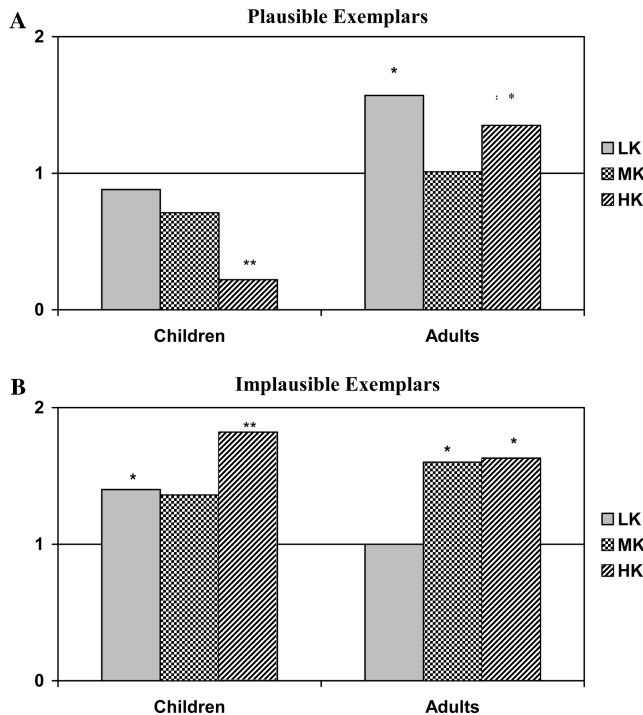 A
Plausible Exemplars
2
*
: *
1
LK
MK
HK
**
0
Children Adults
B
Implausible Exemplars
2
**
* * *
1
LK
MK
HK
0
Children Adults